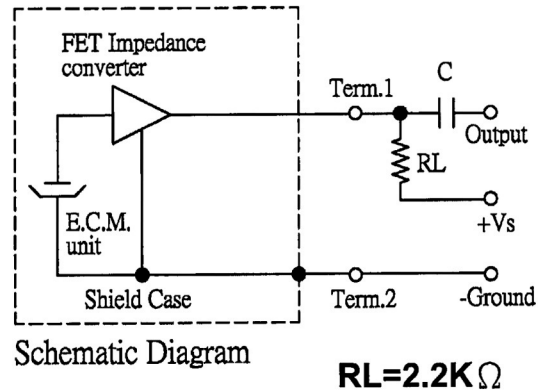 FET Impedance
converter
Term.1
C
Output
RL
+Vs
E.C.M.
unit
Shield Case
Term.2
-Ground
Schematic Diagram
RL=2.2KΩ